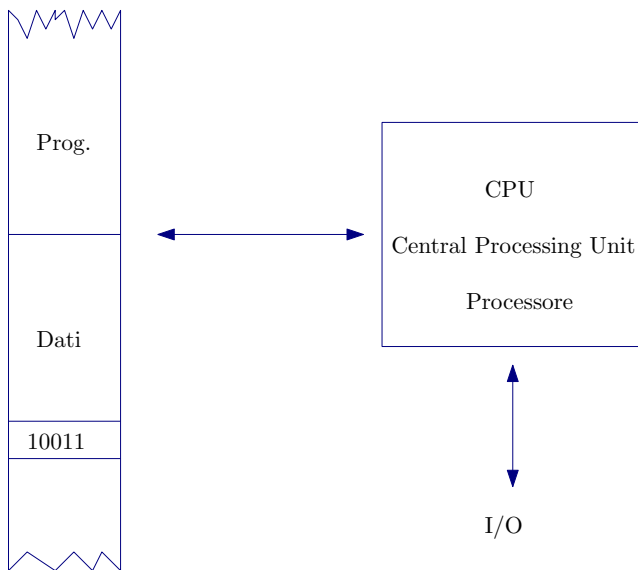 Prog.
Dati
10011
CPU
Central Processing Unit
Processore
I/O